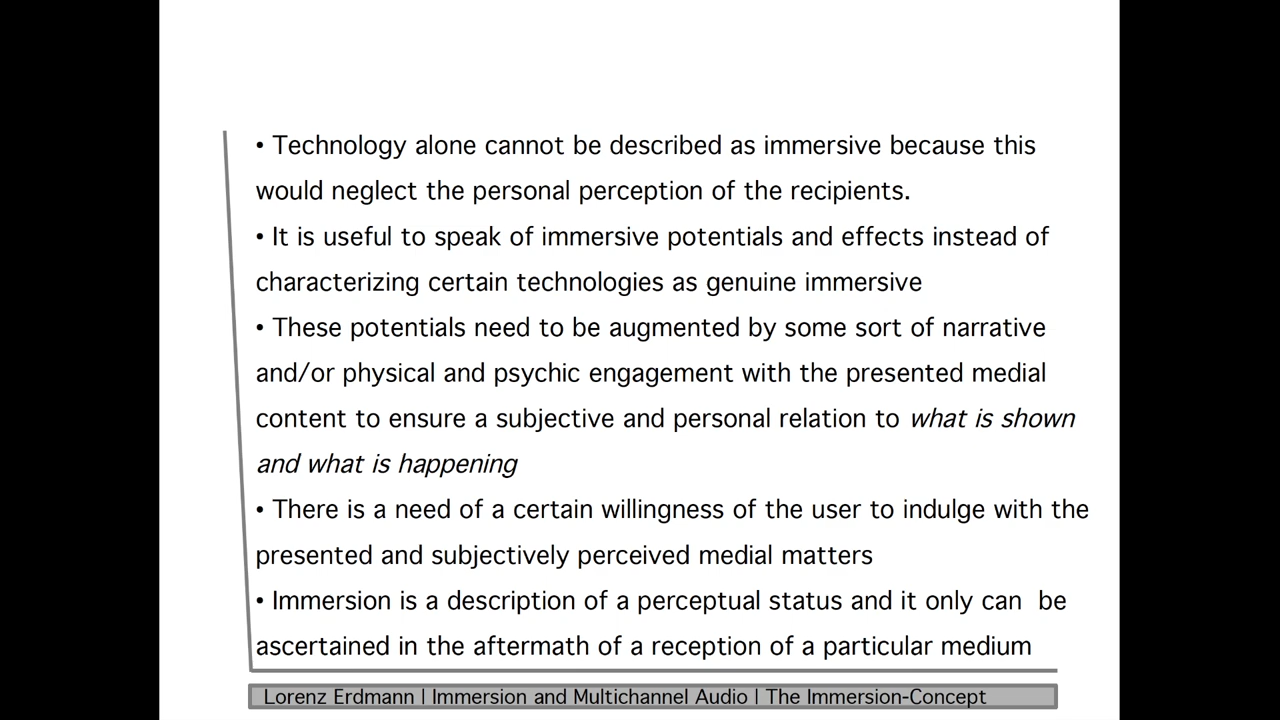 • Technology alone cannot be described as immersive because this
would neglect the personal perception of the recipients.
• It is useful to speak of immersive potentials and effects instead of
characterizing certain technologies as genuine immersive
• These potentials need to be augmented by some sort of narrative
and/or physical and psychic engagement with the presented medial
content to ensure a subjective and personal relation to what is shown
and what is happening
• There is a need of a certain willingness of the user to indulge with the
presented and subjectively perceived medial matters
• Immersion is a description of a perceptual status and it only can  be
ascertained in the aftermath of a reception of a particular medium
Lorenz Erdmann | Immersion and Multichannel Audio | The Immersion-Concept